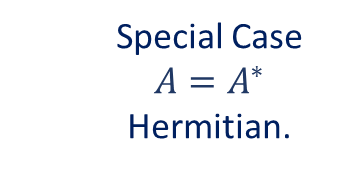 Special Case
A = A*
Hermitian.